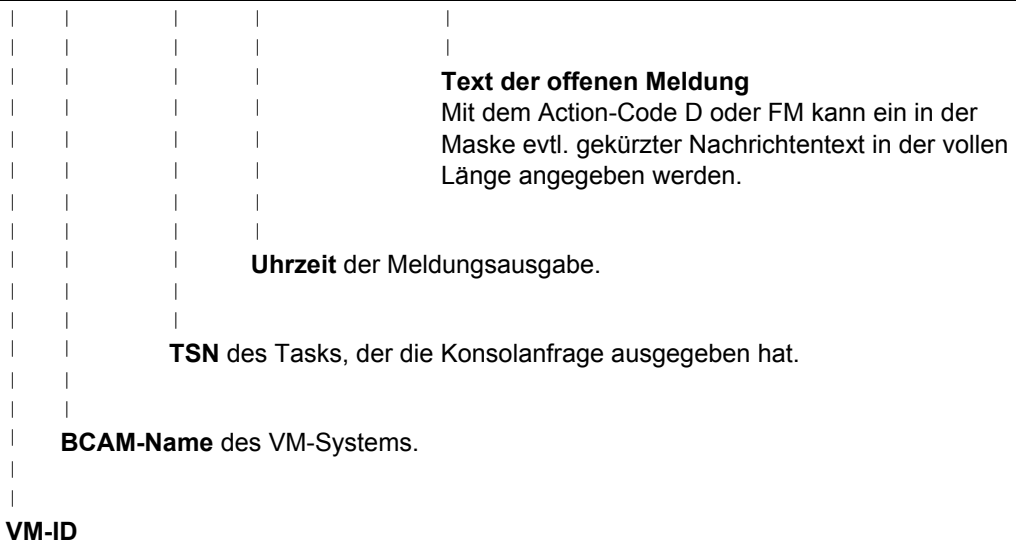 | | | | |
| | | | |
| | | | Text der offenen Meldung
| | | | Mit dem Action-Code D oder FM kann ein in der
| | | | Maske evtl. gekürzter Nachrichtentext in der vollen
| | | | Länge angegeben werden.
| | | |
| | | |
| | | Uhrzeit der Meldungsausgabe.
| | |
| | |
| | TSN des Tasks, der die Konsolanfrage ausgegeben hat.
| |
| |
| BCAM-Name des VM-Systems.
|
|
VM-ID